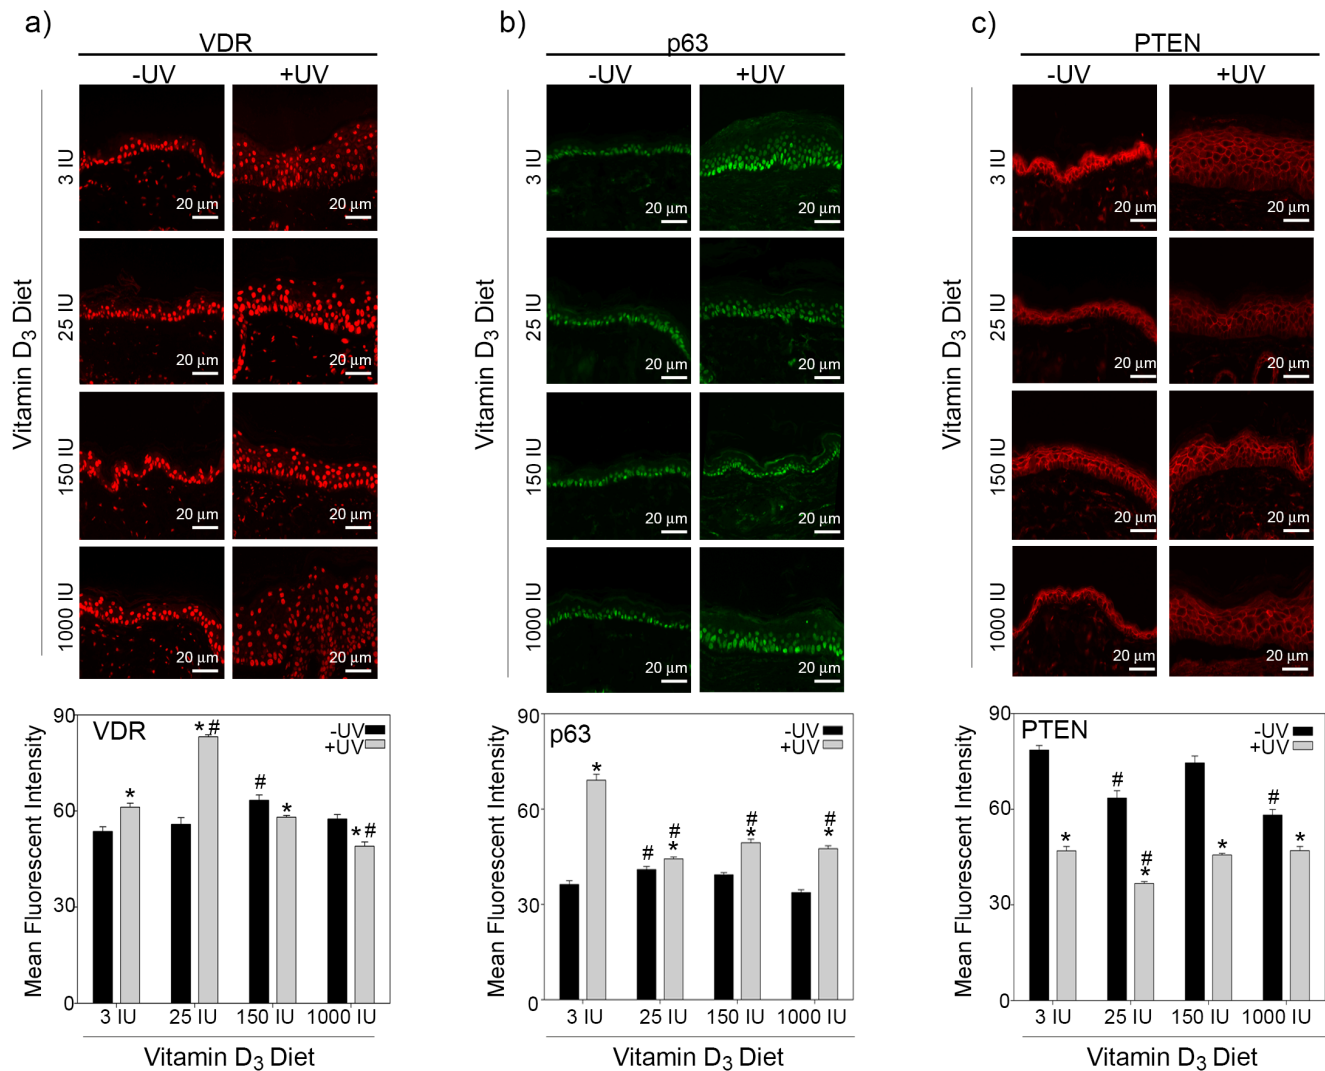 a)
VDR
-UV +UV
Vitamin D3 Diet
3 IU
20 µm 20 µm
25 IU
20 µm 20 µm
150 IU
20 µm 20 µm
1000 IU
20 µm 20 µm
Mean Fluorescent Intensity
90
60
30
0
VDR
-UV
+UV
*
* #
#
*
* #
3 IU 25 IU 150 IU 1000 IU
Vitamin D3 Diet
b)
p63
-UV +UV
Vitamin D3 Diet
3 IU
20 µm 20 µm
25 IU
20 µm 20 µm
150 IU
20 µm 20 µm
1000 IU
20 µm 20 µm
Mean Fluorescent Intensity
90
60
30
0
p63
-UV
+UV
*
#
#
*
#
*
#
*
3 IU 25 IU 150 IU 1000 IU
Vitamin D3 Diet
c)
PTEN
-UV +UV
Vitamin D3 Diet
3 IU
20 µm 20 µm
25 IU
20 µm 20 µm
150 IU
20 µm 20 µm
1000 IU
20 µm 20 µm
Mean Fluorescent Intensity
90
60
30
0
PTEN
-UV
+UV
*
#
#
*
*
#
*
3 IU 25 IU 150 IU 1000 IU
Vitamin D3 Diet